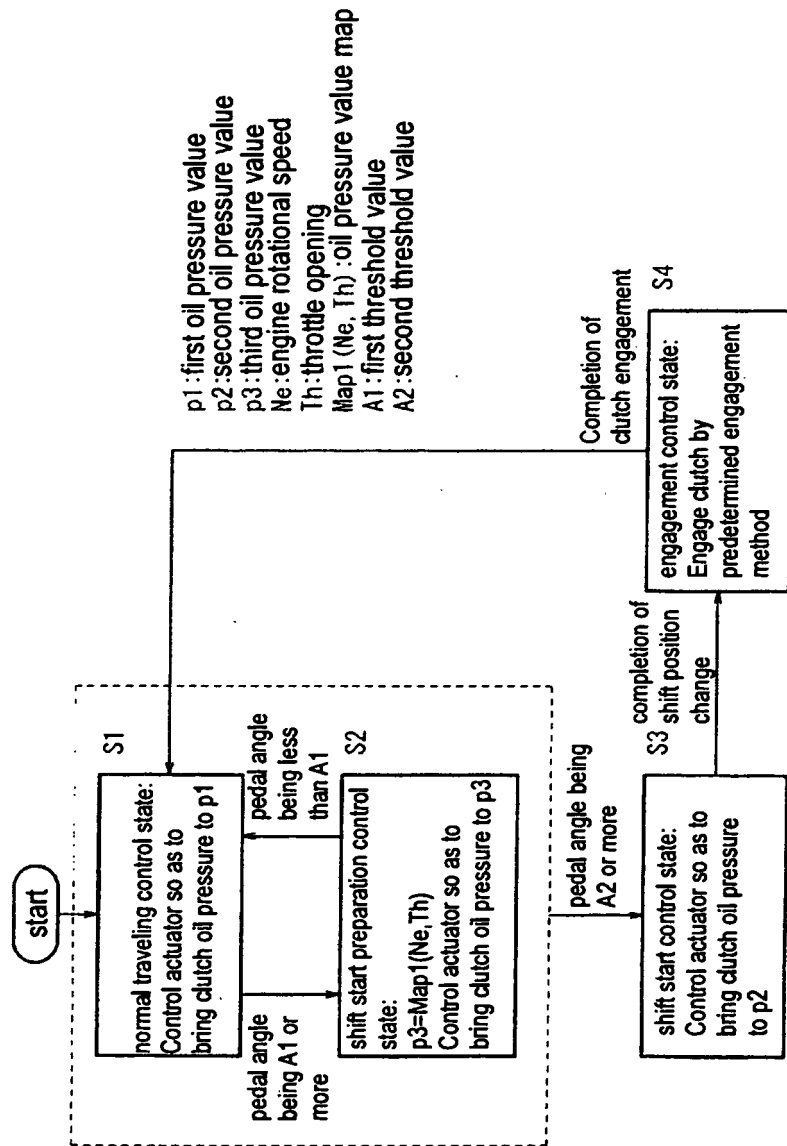 start
S1
normal traveling control state:
Control actuator so as to
bring clutch oil pressure to p1
pedal angle
being A1 or
more
pedal angle
being less
than A1
S2
shift start preparation control
state:
p3=Map1(Ne,Th)
Control actuator so as to
bring clutch oil pressure to p3
pedal angle being
A2 or more
S3
shift start control state:
Control actuator so as to
bring clutch oil pressure
to p2
completion of
shift position
change
S4
engagement control state:
Engage clutch by
predetermined engagement
method
Completion of
clutch engagement
p1:first oil pressure value
p2:second oil pressure value
p3:third oil pressure value
Ne:engine rotational speed
Th:throttle opening
Map1(Ne, Th):oil pressure value map
A1:first threshold value
A2:second threshold value